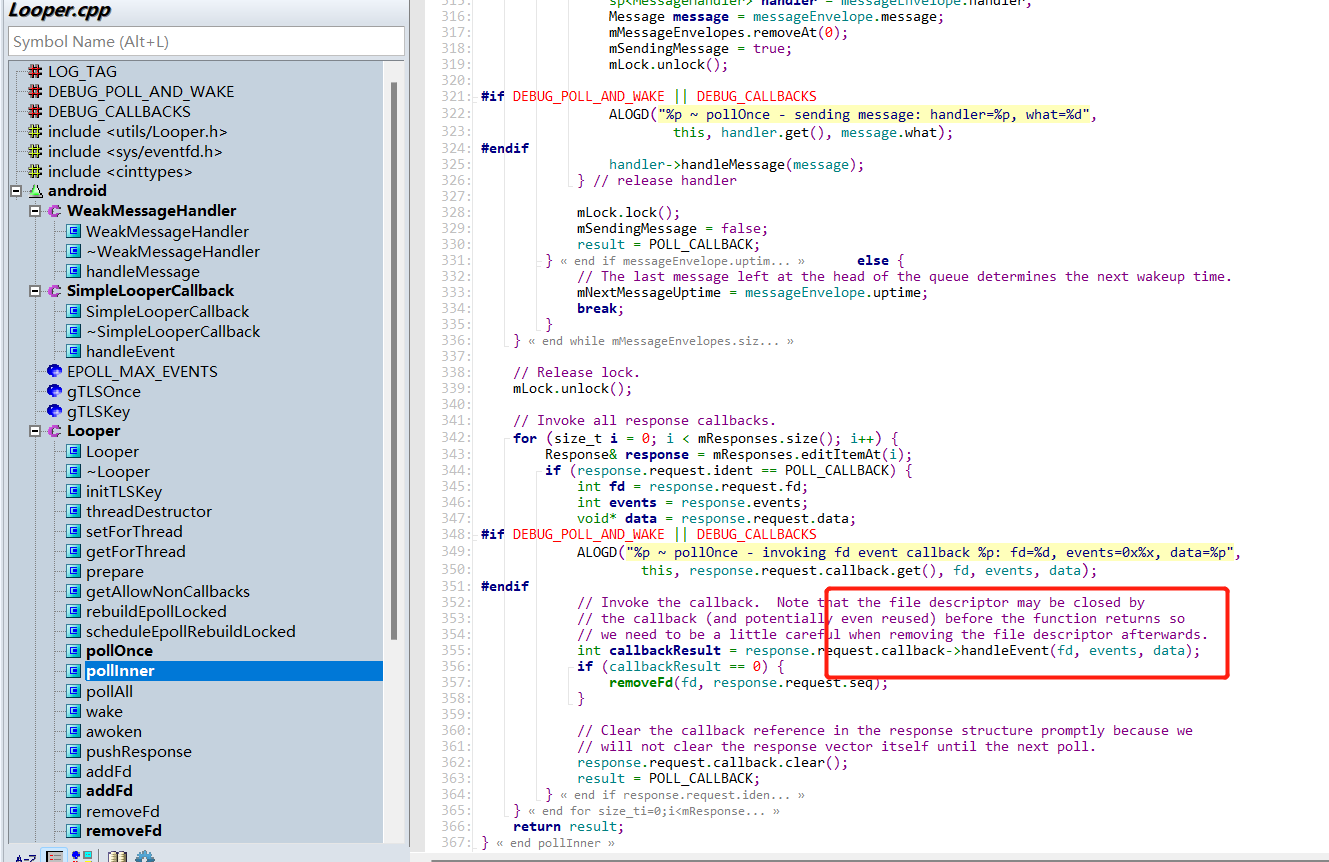 Looper.cpp
Symbol Name (Alt+L)
LOG_TAG
DEBUG_POLL_AND_WAKE
DEBUG_CALLBACKS
include <utils/Looper.h>
include <sys/eventfd.h>
include <cinttypes>
android
WeakMessageHandler
WeakMessageHandler
~WeakMessageHandler
handleMessage
SimpleLooperCallback
SimpleLooperCallback
~SimpleLooperCallback
handleEvent
EPOLL_MAX_EVENTS
gTLSOnce
gTLSKey
Looper
Looper
~Looper
initTLSKey
threadDestructor
setForThread
getForThread
prepare
getAllowNonCallbacks
rebuildEpollLocked
scheduleEpollRebuildLocked
pollOnce
pollInner
pollAll
wake
awoken
pushResponse
addFd
addFd
removeFd
removeFd
A-Z
315: sp<MessageHandler> handler = messageEnvelope.handler;
316: Message message = messageEnvelope.message;
317: mMessageEnvelopes.removeAt(0);
318: mSendingMessage = true;
319: mLock.unlock();
320:
321: #if DEBUG_POLL_AND_WAKE || DEBUG_CALLBACKS
322: ALOGD("%p ~ pollOnce - sending message: handler=%p, what=%d",
323: this, handler.get(), message.what);
324: #endif
325: handler->handleMessage(message);
326: } // release handler
327:
328: mLock.lock();
329: mSendingMessage = false;
330: result = POLL_CALLBACK;
331: } « end if messageEnvelope.uptim... » else {
332: // The last message left at the head of the queue determines the next wakeup time.
333: mNextMessageUptime = messageEnvelope.uptime;
334: break;
335: }
336: } « end while mMessageEnvelopes.siz... »
337:
338: // Release lock.
339: mLock.unlock();
340:
341: // Invoke all response callbacks.
342: for (size_t i = 0; i < mResponses.size(); i++) {
343: Response& response = mResponses.editItemAt(i);
344: if (response.request.ident == POLL_CALLBACK) {
345: int fd = response.request.fd;
346: int events = response.events;
347: void* data = response.request.data;
348: #if DEBUG_POLL_AND_WAKE || DEBUG_CALLBACKS
349: ALOGD("%p ~ pollOnce - invoking fd event callback %p: fd=%d, events=0x%x, data=%p",
350: this, response.request.callback.get(), fd, events, data);
351: #endif
352: // Invoke the callback.  Note that the file descriptor may be closed by
353: // the callback (and potentially even reused) before the function returns so
354: // we need to be a little careful when removing the file descriptor afterwards.
355: int callbackResult = response.request.callback->handleEvent(fd, events, data);
356: if (callbackResult == 0) {
357: removeFd(fd, response.request.seq);
358: }
359:
360: // Clear the callback reference in the response structure promptly because we
361: // will not clear the response vector itself until the next poll.
362: response.request.callback.clear();
363: result = POLL_CALLBACK;
364: } « end if response.request.iden... »
365: } « end for size_ti=0;i<mResponse... »
366: return result;
367: } « end pollInner »